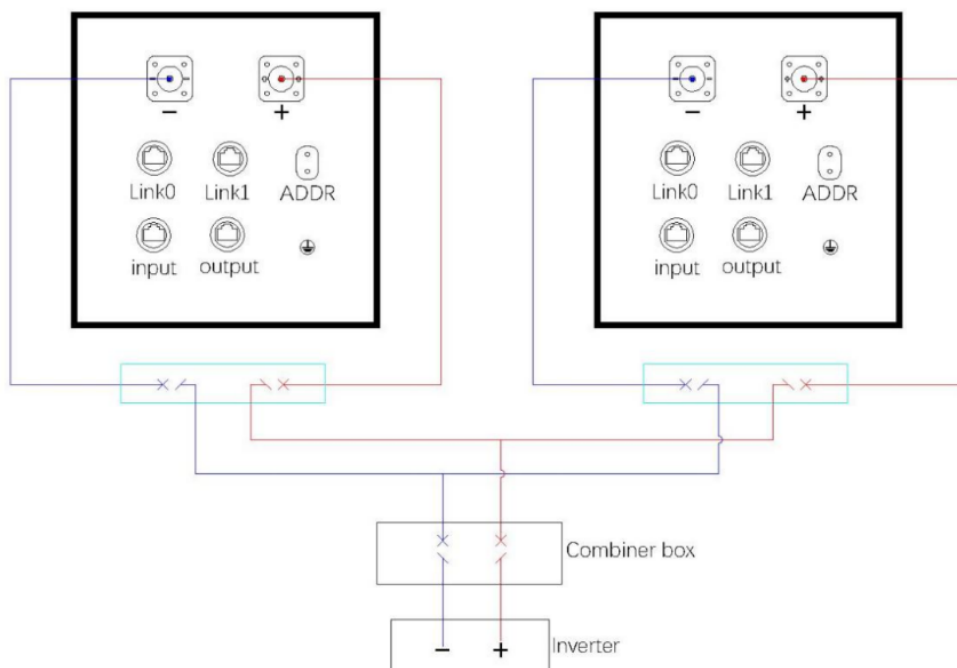 − + − +
Link0 Link1 ADDR Link0 Link1 ADDR
input output input output
Combiner box
− + Inverter